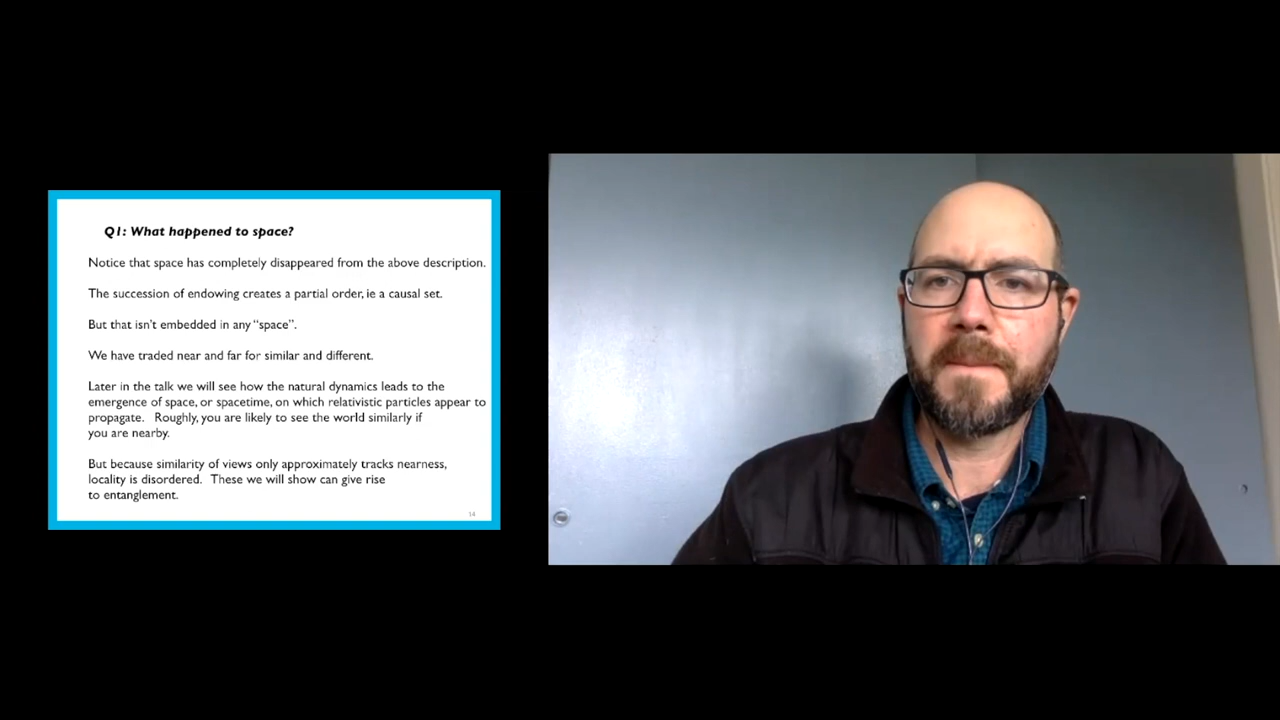 Q1: What happened to space?
Notice that space has completely disappeared from the above description.
The succession of endowing creates a partial order, ie a causal set.
But that isn't embedded in any "space".
We have traded near and far for similar and different.
Later in the talk we will see how the natural dynamics leads to the
emergence of space, or spacetime, on which relativistic particles appear to
propagate. Roughly, you are likely to see the world similarly if
you are nearby.
But because similarity of views only approximately tracks nearness,
locality is disordered. These we will show can give rise
to entanglement.
14